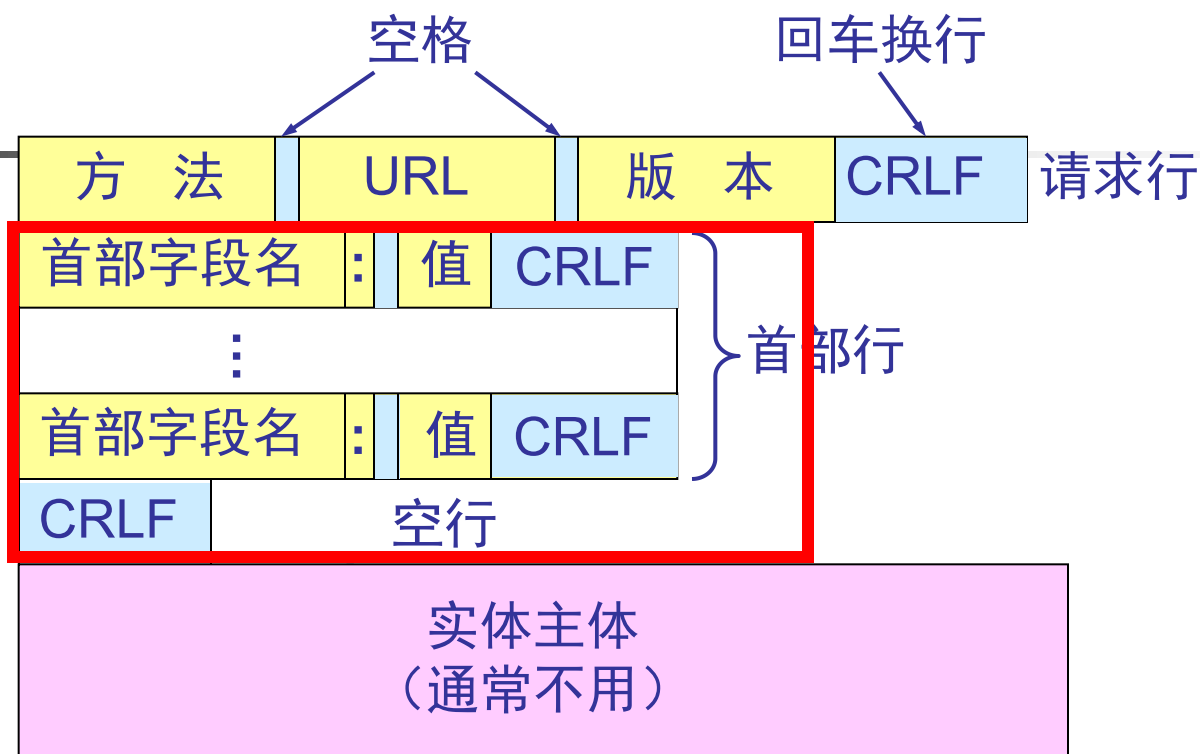 空格
回车换行
方 法 URL 版 本 CRLF 请求行
首部字段名 : 值 CRLF
⋮ 首部行
首部字段名 : 值 CRLF
CRLF 空行
实体主体
（通常不用）